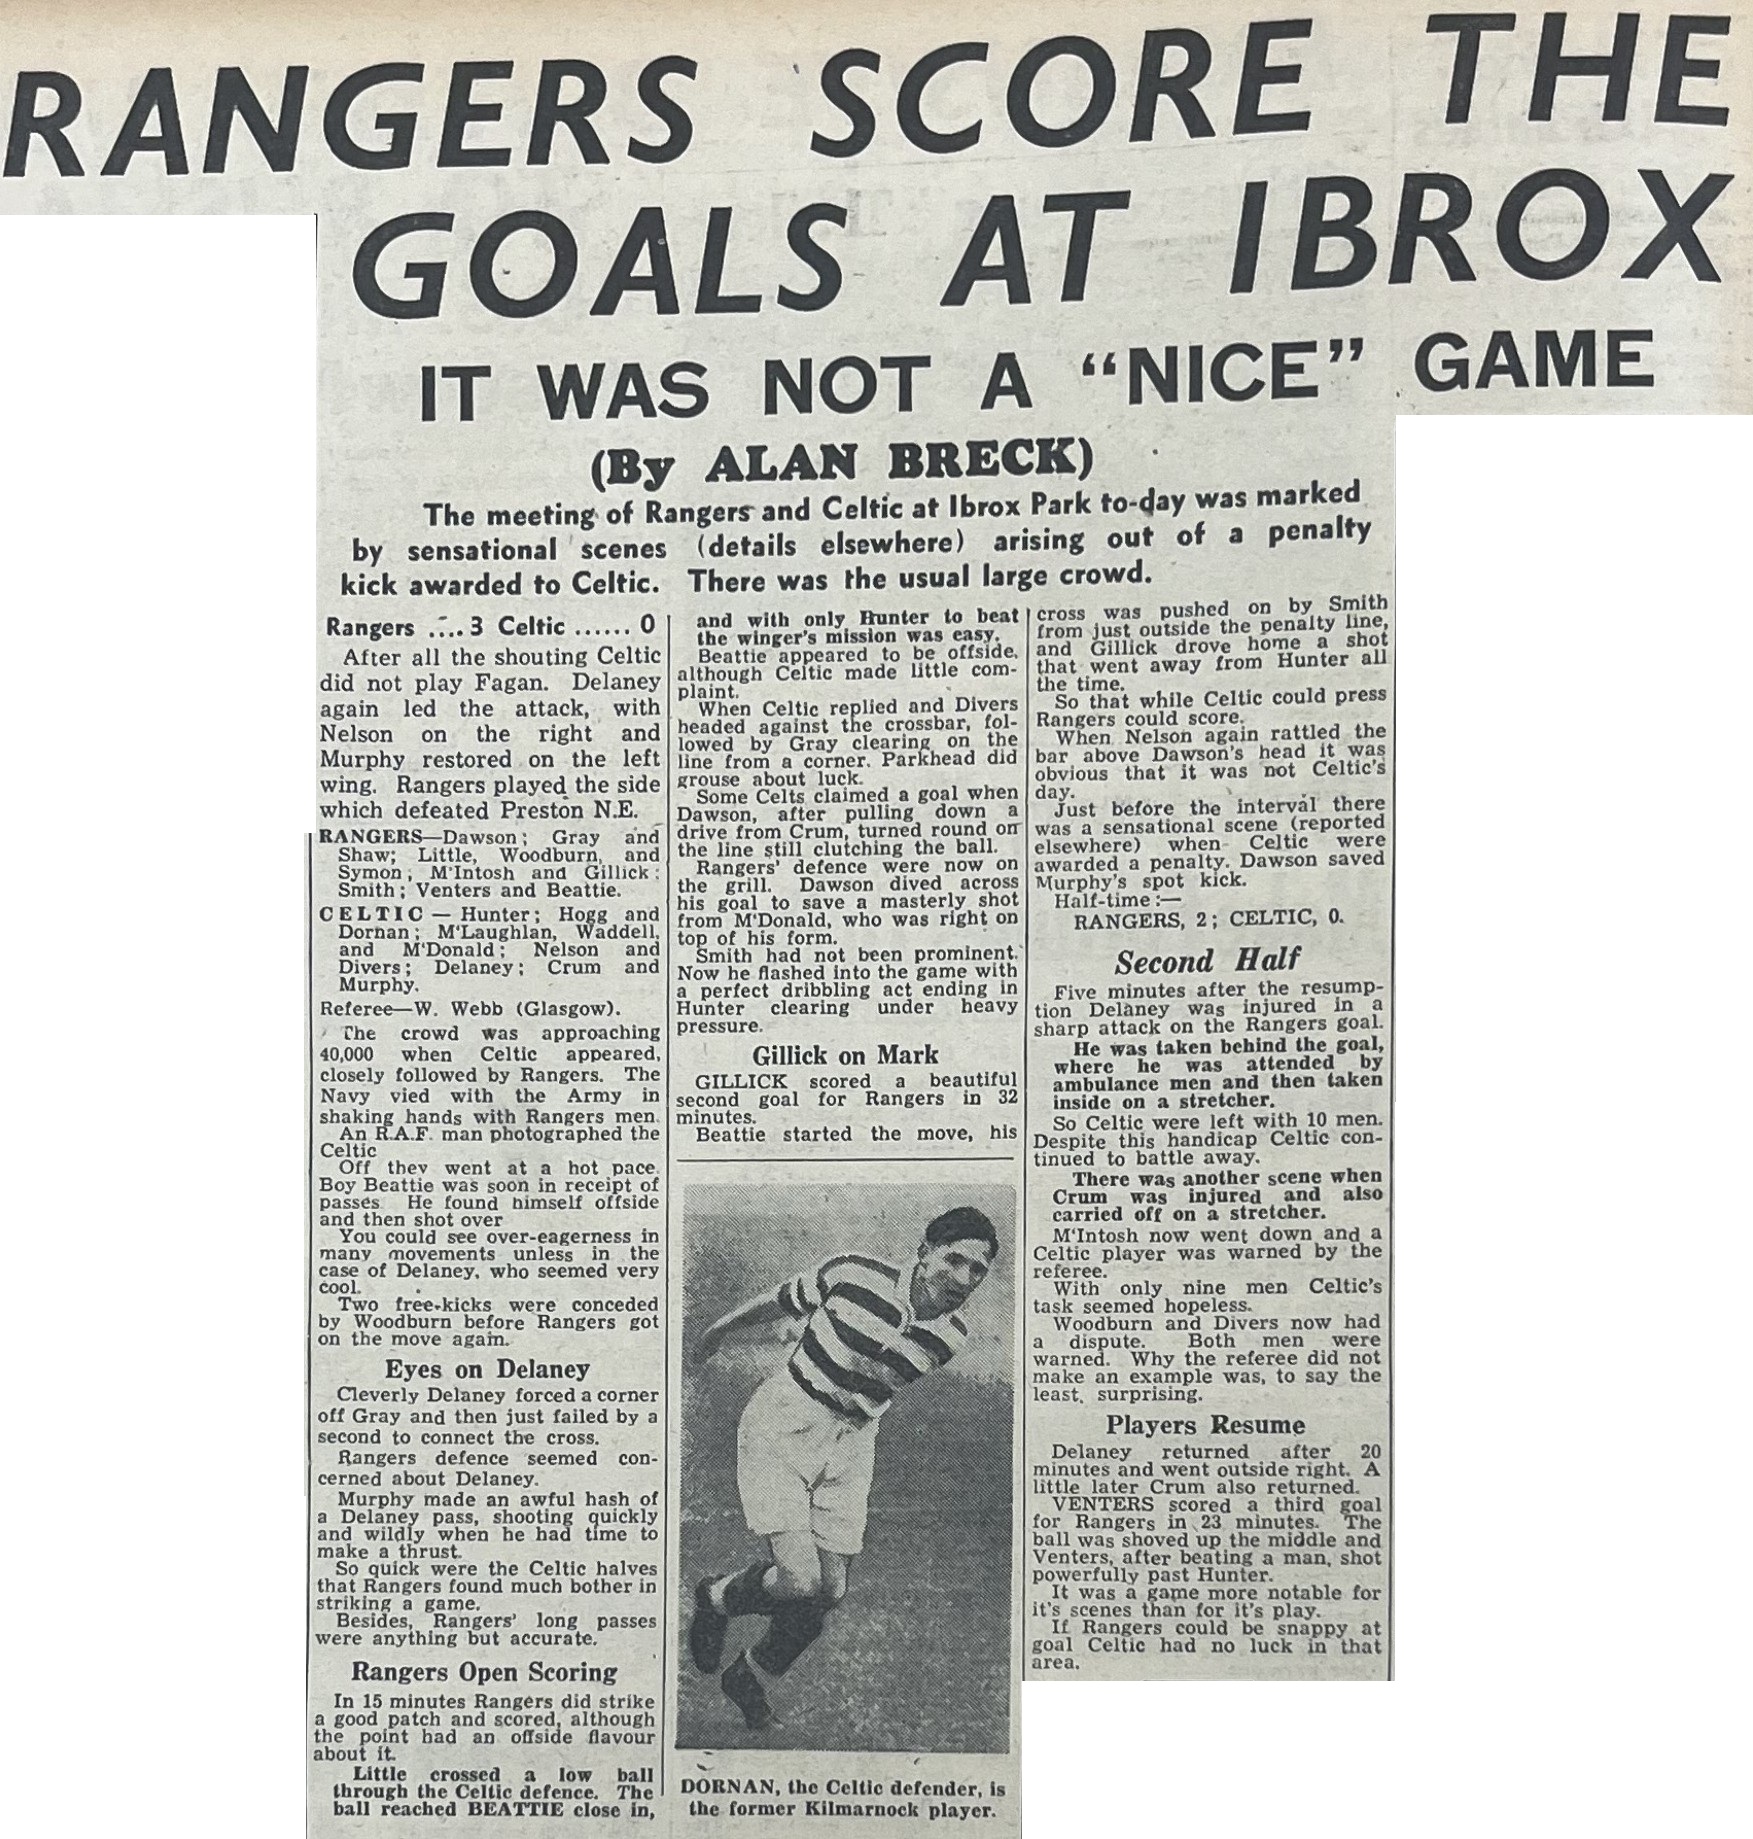 RANGERS SCORE THE
GOALS AT IBROX
IT WAS NOT A “NICE” GAME
(By ALAN BRECK)
The meeting of Rangers and Celtic at Ibrox Park to-day was marked
by sensational scenes (details elsewhere) arising out of a penalty
kick awarded to Celtic. There was the usual large crowd.
Rangers .... 3 Celtic ...... 0
After all the shouting Celtic
did not play Fagan. Delaney
again led the attack, with
Nelson on the right and
Murphy restored on the left
wing. Rangers played the side
which defeated Preston N.E.
RANGERS—Dawson; Gray and
Shaw; Little, Woodburn, and
Symon; M'Intosh and Gillick;
Smith; Venters and Beattie.
CELTIC — Hunter; Hogg and
Dornan; M'Laughlan, Waddell,
and M'Donald; Nelson and
Divers; Delaney; Crum and
Murphy.
Referee—W. Webb (Glasgow).
The crowd was approaching
40,000 when Celtic appeared,
closely followed by Rangers. The
Navy vied with the Army in
shaking hands with Rangers men.
An R.A.F. man photographed the
Celtic
Off they went at a hot pace.
Boy Beattie was soon in receipt of
passes. He found himself offside
and then shot over
You could see over-eagerness in
many movements unless in the
case of Delaney, who seemed very
cool.
Two free-kicks were conceded
by Woodburn before Rangers got
on the move again.
Eyes on Delaney
Cleverly Delaney forced a corner
off Gray and then just failed by a
second to connect the cross.
Rangers defence seemed con-
cerned about Delaney.
Murphy made an awful hash of
a Delaney pass, shooting quickly
and wildly when he had time to
make a thrust.
So quick were the Celtic halves
that Rangers found much bother in
striking a game.
Besides, Rangers' long passes
were anything but accurate.
Rangers Open Scoring
In 15 minutes Rangers did strike
a good patch and scored, although
the point had an offside flavour
about it.
Little crossed a low ball
through the Celtic defence. The
ball reached BEATTIE close in,
and with only Hunter to beat
the winger's mission was easy.
Beattie appeared to be offside,
although Celtic made little com-
plaint.
When Celtic replied and Divers
headed against the crossbar, fol-
lowed by Gray clearing on the
line from a corner, Parkhead did
grouse about luck.
Some Celts claimed a goal when
Dawson, after pulling down a
drive from Crum, turned round on
the line still clutching the ball.
Rangers' defence were now on
the grill. Dawson dived across
his goal to save a masterly shot
from M'Donald, who was right on
top of his form.
Smith had not been prominent.
Now he flashed into the game with
a perfect dribbling act ending in
Hunter clearing under heavy
pressure.
Gillick on Mark
GILLICK scored a beautiful
second goal for Rangers in 32
minutes.
Beattie started the move, his
DORNAN, the Celtic defender, is
the former Kilmarnock player.
cross was pushed on by Smith
from just outside the penalty line,
and Gillick drove home a shot
that went away from Hunter all
the time.
So that while Celtic could press
Rangers could score.
When Nelson again rattled the
bar above Dawson's head it was
obvious that it was not Celtic's
day.
Just before the interval there
was a sensational scene (reported
elsewhere) when Celtic were
awarded a penalty. Dawson saved
Murphy's spot kick.
Half-time:—
RANGERS, 2; CELTIC, 0.
Second Half
Five minutes after the resump-
tion Delaney was injured in a
sharp attack on the Rangers goal.
He was taken behind the goal,
where he was attended by
ambulance men and then taken
inside on a stretcher.
So Celtic were left with 10 men.
Despite this handicap Celtic con-
tinued to battle away.
There was another scene when
Crum was injured and also
carried off on a stretcher.
M'Intosh now went down and a
Celtic player was warned by the
referee.
With only nine men Celtic's
task seemed hopeless.
Woodburn and Divers now had
a dispute. Both men were
warned. Why the referee did not
make an example was, to say the
least, surprising.
Players Resume
Delaney returned after 20
minutes and went outside right. A
little later Crum also returned.
VENTERS scored a third goal
for Rangers in 23 minutes. The
ball was shoved up the middle and
Venters, after beating a man, shot
powerfully past Hunter.
It was a game more notable for
it's scenes than for it's play.
If Rangers could be snappy at
goal Celtic had no luck in that
area.